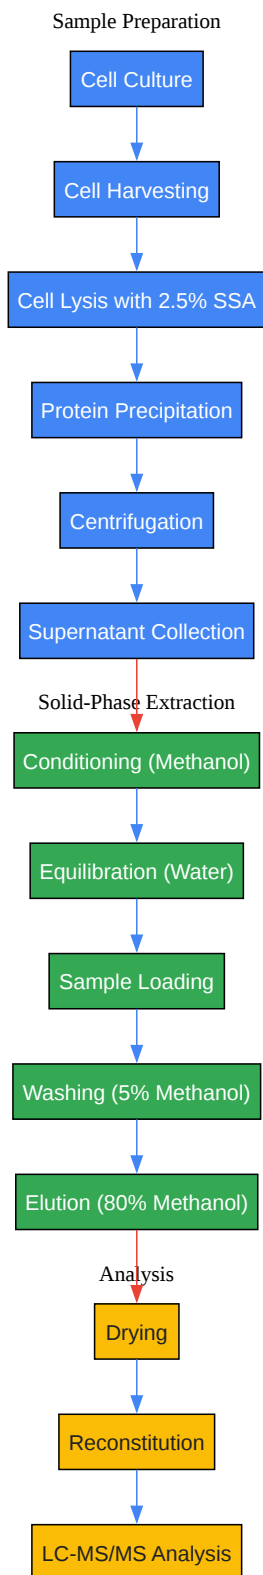 Sample Preparation
Cell Culture
Cell Harvesting
Cell Lysis with 2.5% SSA
Protein Precipitation
Centrifugation
Supernatant Collection
Solid-Phase Extraction
Conditioning (Methanol)
Equilibration (Water)
Sample Loading
Washing (5% Methanol)
Elution (80% Methanol)
Analysis
Drying
Reconstitution
LC-MS/MS Analysis